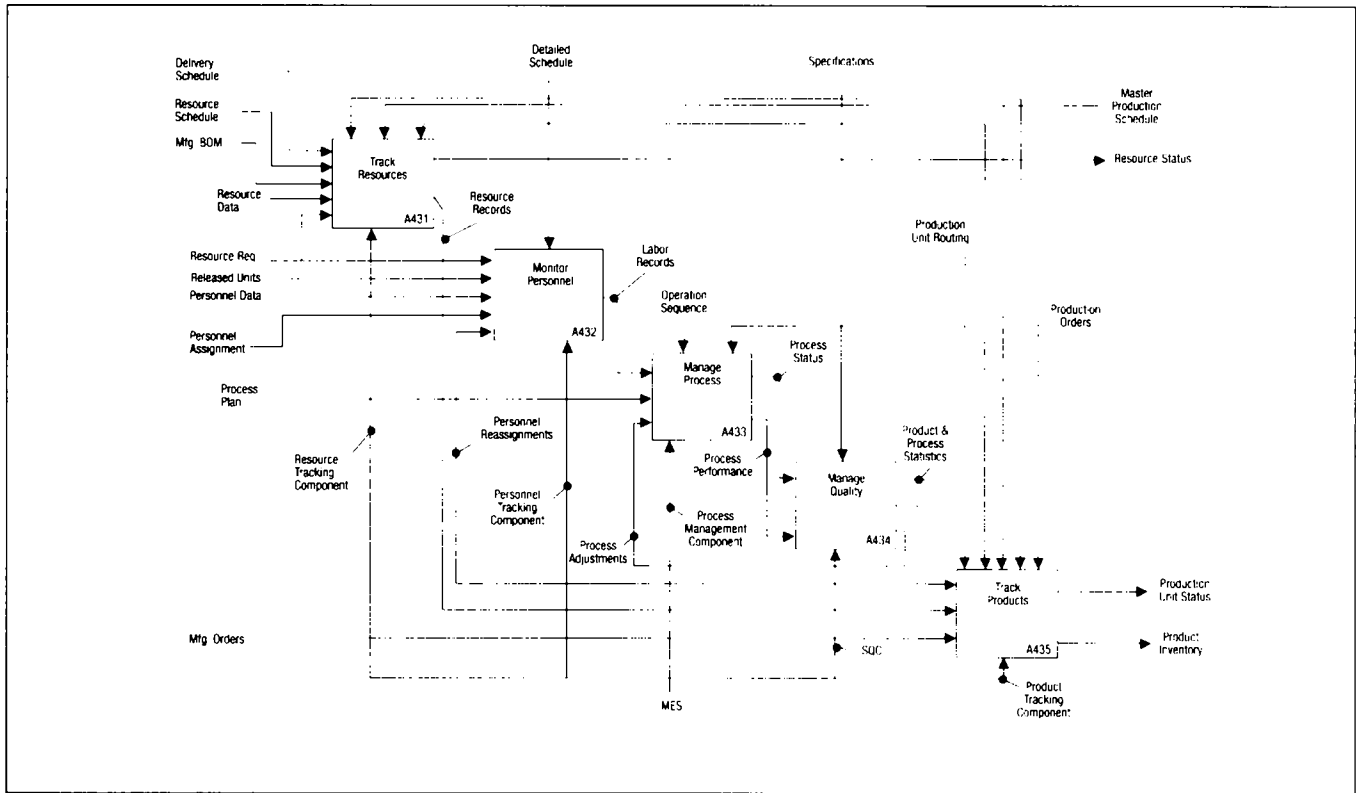 Delivery
Schedule
Detailed
Schedule
Specifications
Resource
Schedule
Master
Production
Schedule
Mfg BOM
Track
Resources
Resource Status
Resource
Data
Resource
Records
A431
Production
Unit Routing
Resource Req
Released Units
Personnel Data
Monitor
Personnel
Labor
Records
Operation
Sequence
Production
Orders
Personnel
Assignment
A432
Process
Status
Manage
Process
Process
Plan
A433
Personnel
Reassignments
Product &
Process
Statistics
Resource
Tracking
Component
Process
Performance
Manage
Quality
Personnel
Tracking
Component
Process
Management
Component
Process
Adjustments
A434
Track
Products
Production
Unit Status
Mfg Orders
SQC
A435
Product
Inventory
MES
Product
Tracking
Component